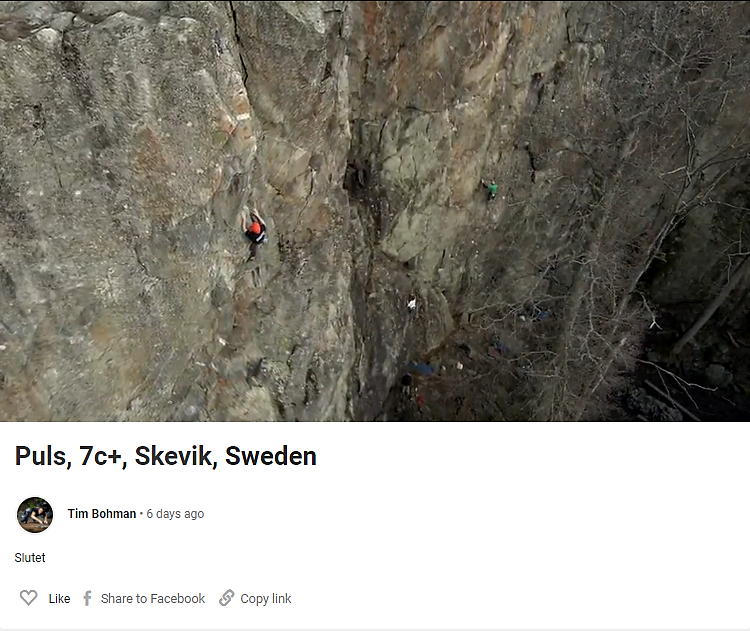 Puls, 7c+, Skevik, Sweden
Tim Bohman • 6 days ago
Slutet
Like Share to Facebook Copy link